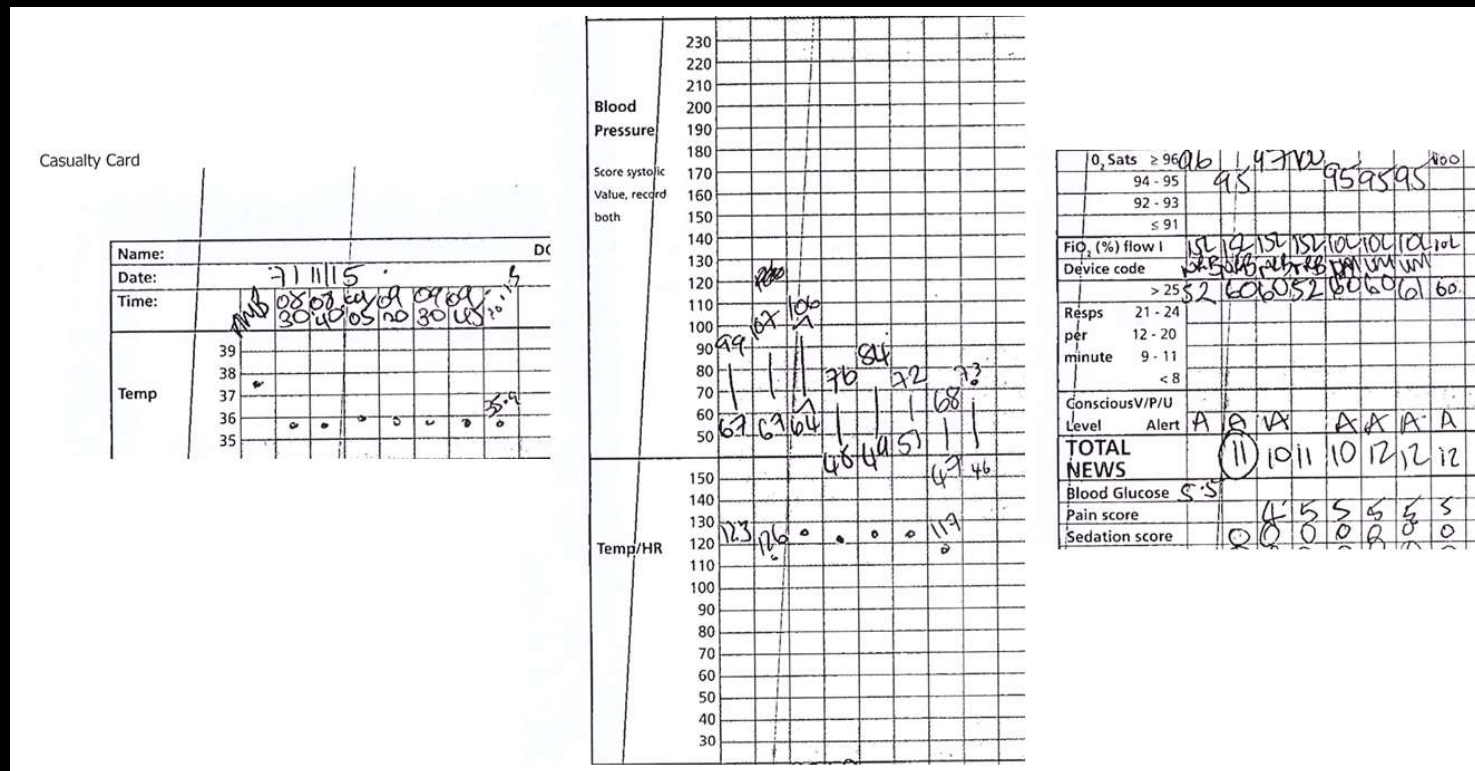 Casualty Card
Name: DO
Date: 7 11 15
Time: AMB 08 08 09 09 09 09
30 40 05 20 30 45 10:15
39
38
Temp 37 35.9
36
35
230
220
210
Blood 200
Pressure 190
180
Score systolic 170
Value, record 160
both 150
140
130
120
110 106
100 107
90 99 84
80 76 72 73
70 68
60 67 67 64
50 48 49 51
47 46
150
140
130 123 126 117
Temp/HR 120
110
100
90
80
70
60
50
40
30
O2 Sats ≥ 96 96 97 100 100
94 - 95 95 95 95 95
92 - 93
≤ 91
FiO2 (%) flow l 15L 15L 15L 10L 10L 10L 10L
Device code
> 25 52 60 60 52 60 60 61 60
Resps 21 - 24
per 12 - 20
minute 9 - 11
< 8
Conscious V/P/U
Level Alert A A A A A A A
TOTAL 11 10 11 10 12 12 12
NEWS
Blood Glucose 5.5
Pain score 4 5 5 5 5 5
Sedation score 0 0 0 0 0 0 0